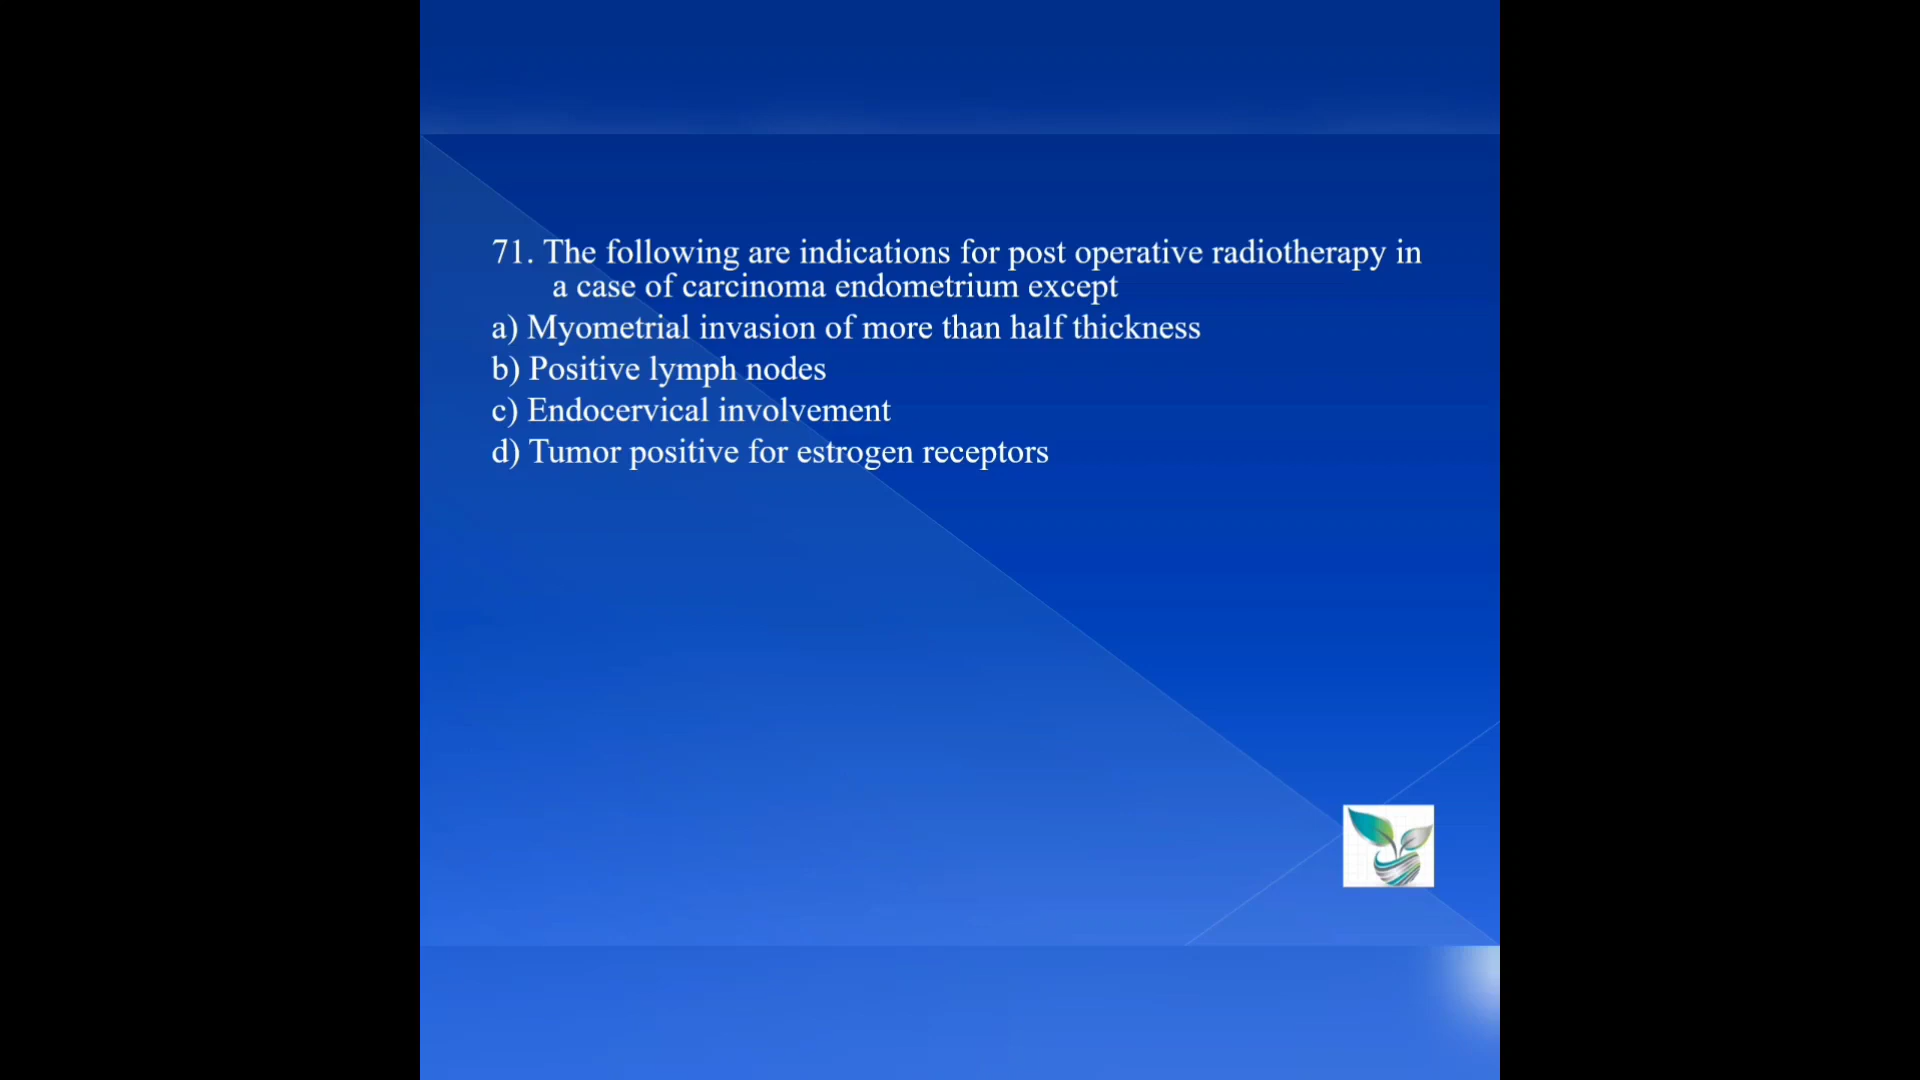 71. The following are indications for post operative radiotherapy in
a case of carcinoma endometrium except
a) Myometrial invasion of more than half thickness
b) Positive lymph nodes
c) Endocervical involvement
d) Tumor positive for estrogen receptors